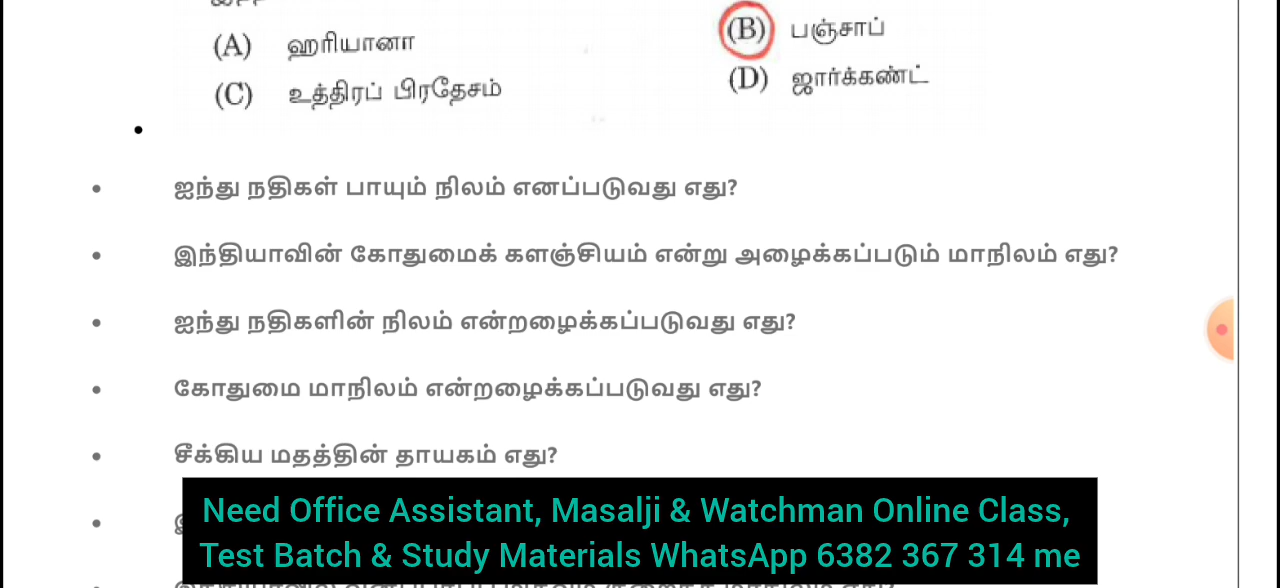 (A) ஹரியானா
(B) பஞ்சாப்
(C) உத்திரப் பிரதேசம்
(D) ஜார்க்கண்ட்
ஐந்து நதிகள் பாயும் நிலம் எனப்படுவது எது?
இந்தியாவின் கோதுமைக் களஞ்சியம் என்று அழைக்கப்படும் மாநிலம் எது?
ஐந்து நதிகளின் நிலம் என்றழைக்கப்படுவது எது?
கோதுமை மாநிலம் என்றழைக்கப்படுவது எது?
சீக்கிய மதத்தின் தாயகம் எது?
Need Office Assistant, Masalji & Watchman Online Class,
Test Batch & Study Materials WhatsApp 6382 367 314 me